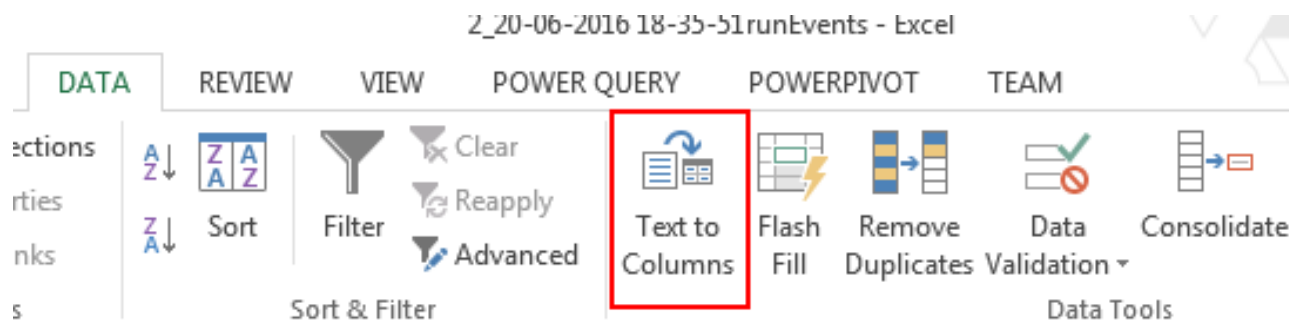 2_20-06-2016 18-35-51runEvents - Excel
DATA REVIEW VIEW POWER QUERY POWERPIVOT TEAM
ections
rties
nks
s
A
Z
Z
A
Z A
A Z
Sort
Filter
Clear
Reapply
Advanced
Sort & Filter
Text to
Columns
Flash
Fill
Remove
Duplicates
Data
Validation
Consolidate
Data Tools